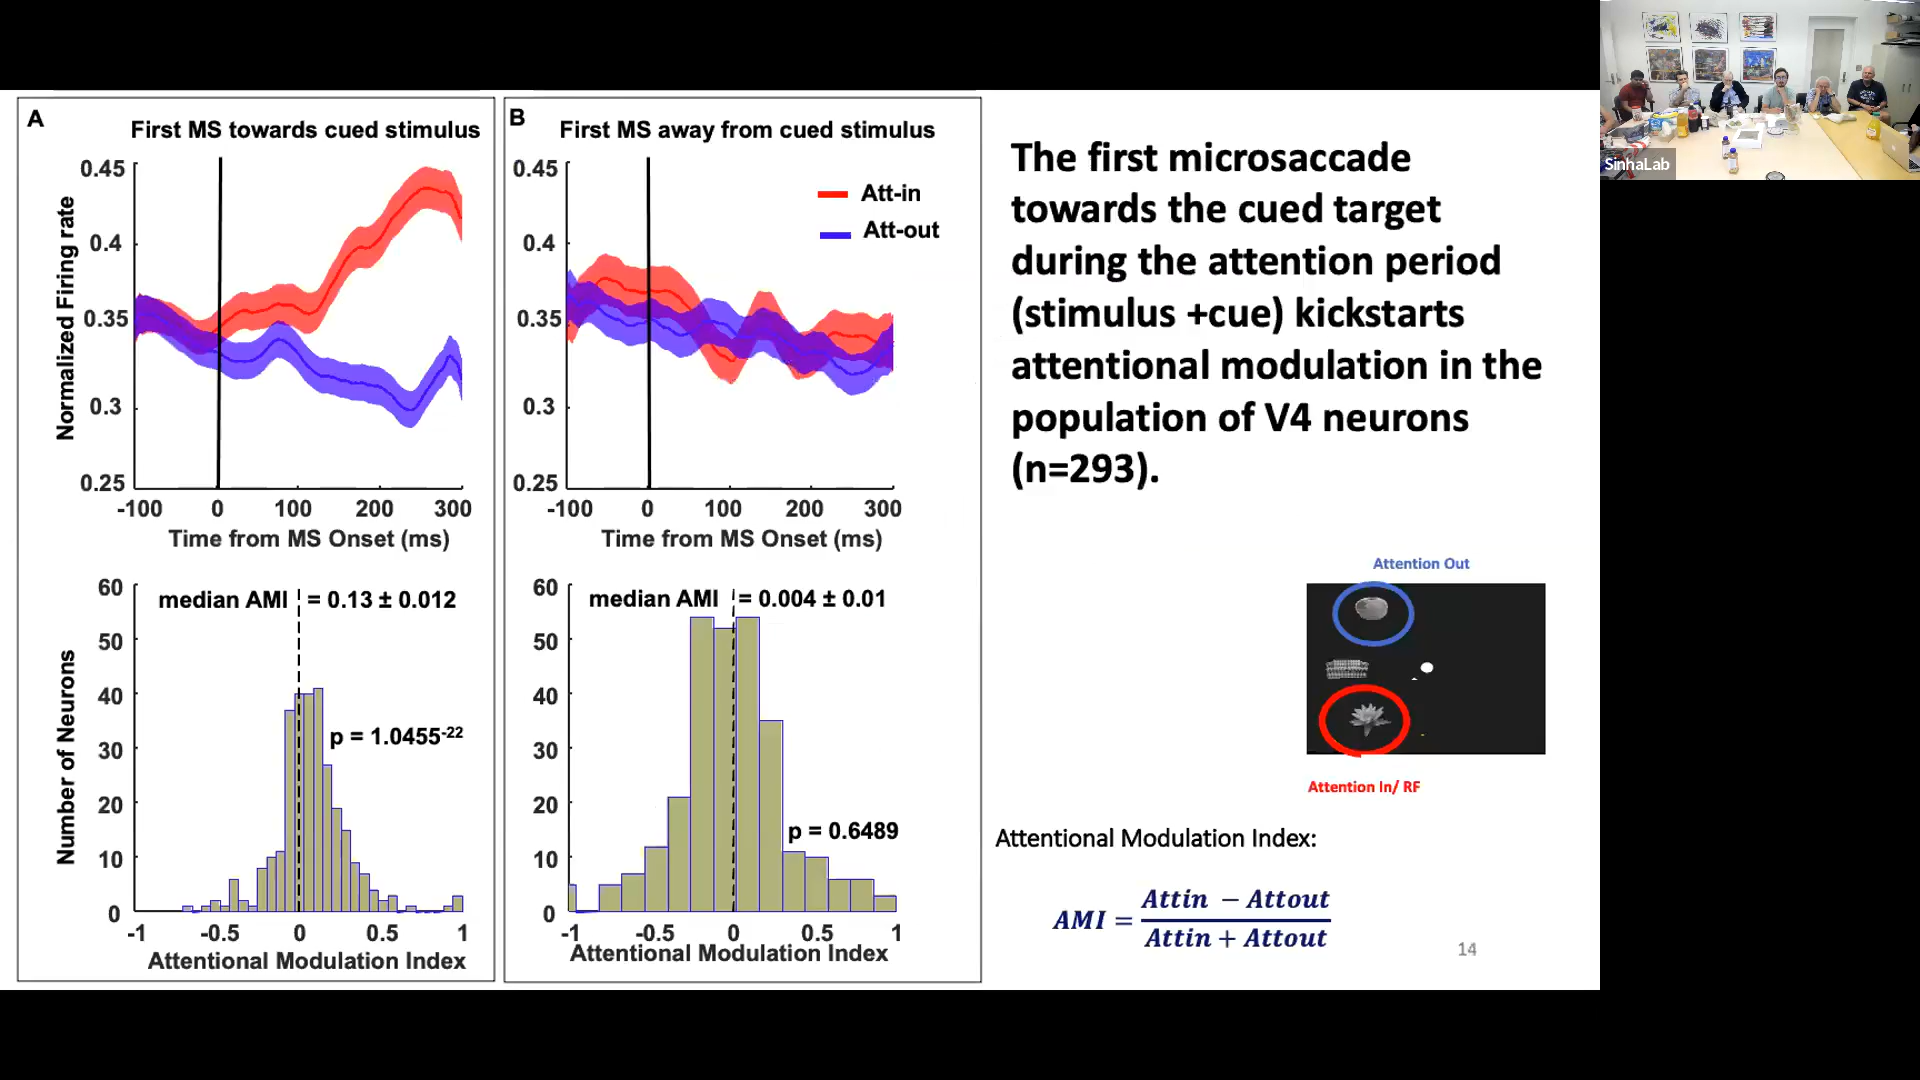 A
First MS towards cued stimulus
0.45
0.4
0.35
0.3
0.25
Normalized Firing rate
-100 0 100 200 300
Time from MS Onset (ms)
60
50
40
30
20
10
0
Number of Neurons
median AMI = 0.13 ± 0.012
p = 1.0455-22
-1 -0.5 0 0.5 1
Attentional Modulation Index
B
First MS away from cued stimulus
0.45
0.4
0.35
0.3
0.25
Att-in
Att-out
-100 0 100 200 300
Time from MS Onset (ms)
60
50
40
30
20
10
0
median AMI = 0.004 ± 0.01
p = 0.6489
-1 -0.5 0 0.5 1
Attentional Modulation Index
The first microsaccade
towards the cued target
during the attention period
(stimulus +cue) kickstarts
attentional modulation in the
population of V4 neurons
(n=293).
Attention Out
Attention In/ RF
Attentional Modulation Index:
AMI = Attin − Attout
Attin + Attout
14
SinhaLab